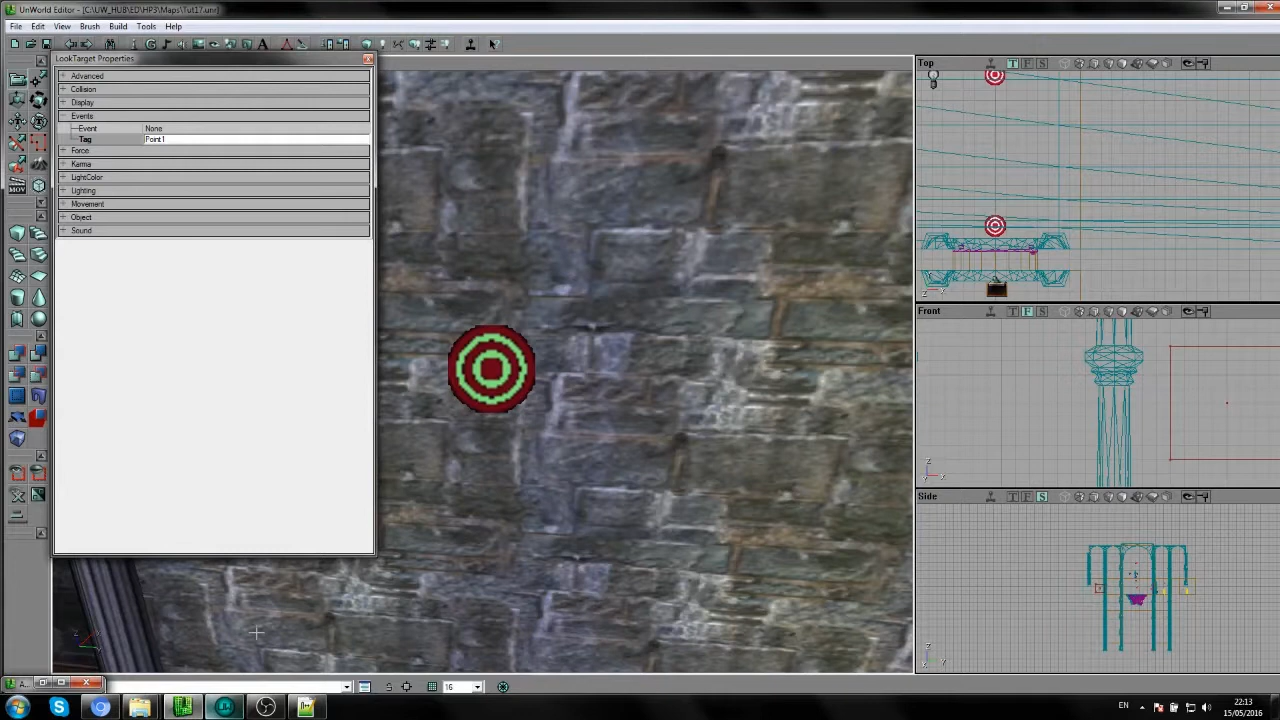 UnWorld Editor - [C:\UW_HUB\ED\HP3\Maps\Tut17.unr]
File Edit View Brush Build Tools Help
LookTarget Properties
Advanced
Collision
Display
Events
Event None
Tag Point1
Force
Karma
LightColor
Lighting
Movement
Object
Sound
MOV
Top
T F S
Front
T F S
Side
T F S
16
EN
22:13
15/05/2016